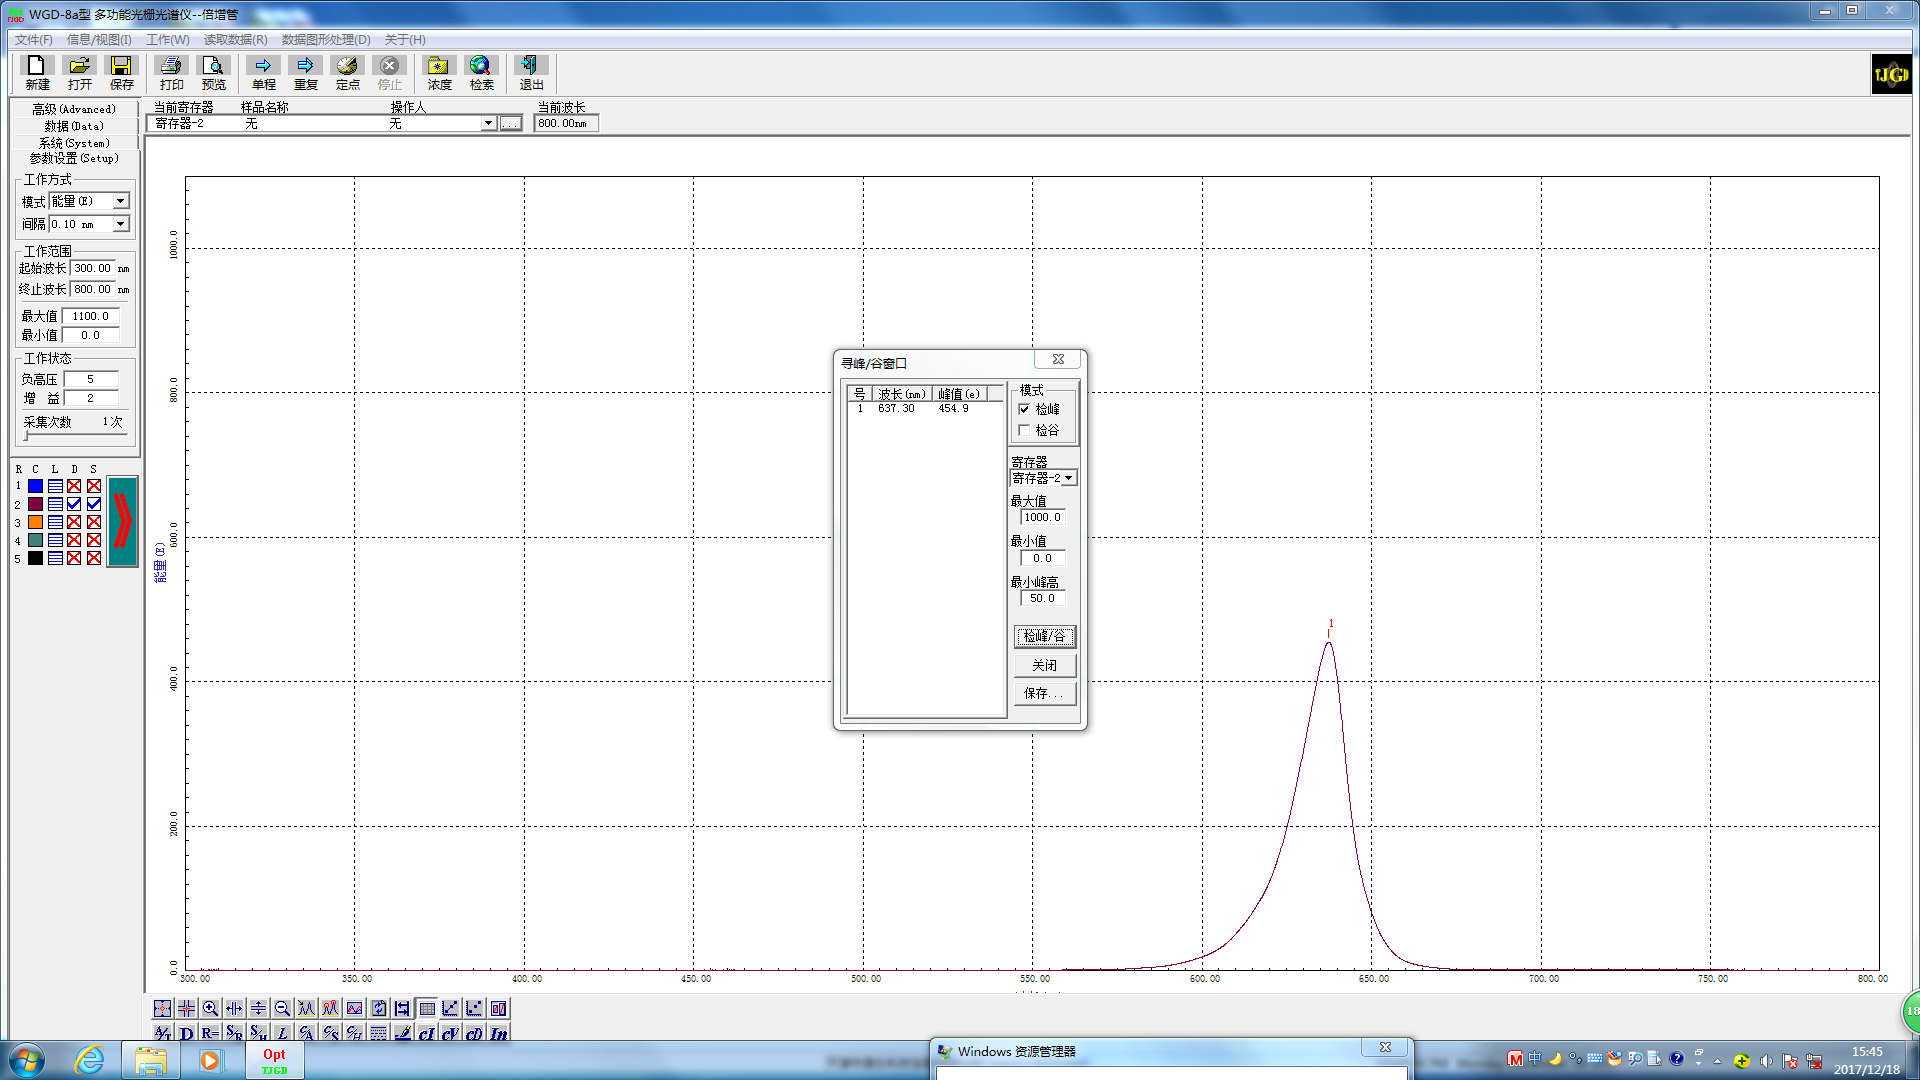 WGD-8a型 多功能光栅光谱仪--倍增管
文件(F) 信息/视图(I) 工作(W) 读取数据(R) 数据图形处理(D) 关于(H)
新建 打开 保存 打印 预览 单程 重复 定点 停止 浓度 检索 退出
TJGD
高级(Advanced)
数据(Data)
系统(System)
参数设置(Setup)
当前寄存器 样品名称 操作人 当前波长
寄存器-2 无 无 ... 800.00nm
工作方式
模式 能量(E)
间隔 0.10 nm
工作范围
起始波长 300.00 nm
终止波长 800.00 nm
最大值 1100.0
最小值 0.0
工作状态
负高压 5
增 益 2
采集次数 1次
R C L D S
1
2
3
4
5
1000.0
800.0
600.0
400.0
200.0
0.0
能量(E)
300.00 350.00 400.00 450.00 500.00 550.00 600.00 650.00 700.00 750.00 800.00
1
寻峰/谷窗口
号 波长(nm) 峰值(e)
1 637.30 454.9
模式
检峰
检谷
寄存器
寄存器-2
最大值
1000.0
最小值
0.0
最小峰高
50.0
检峰/谷
关闭
保存...
Opt
TJGD
Windows 资源管理器
中
18
15:45
2017/12/18